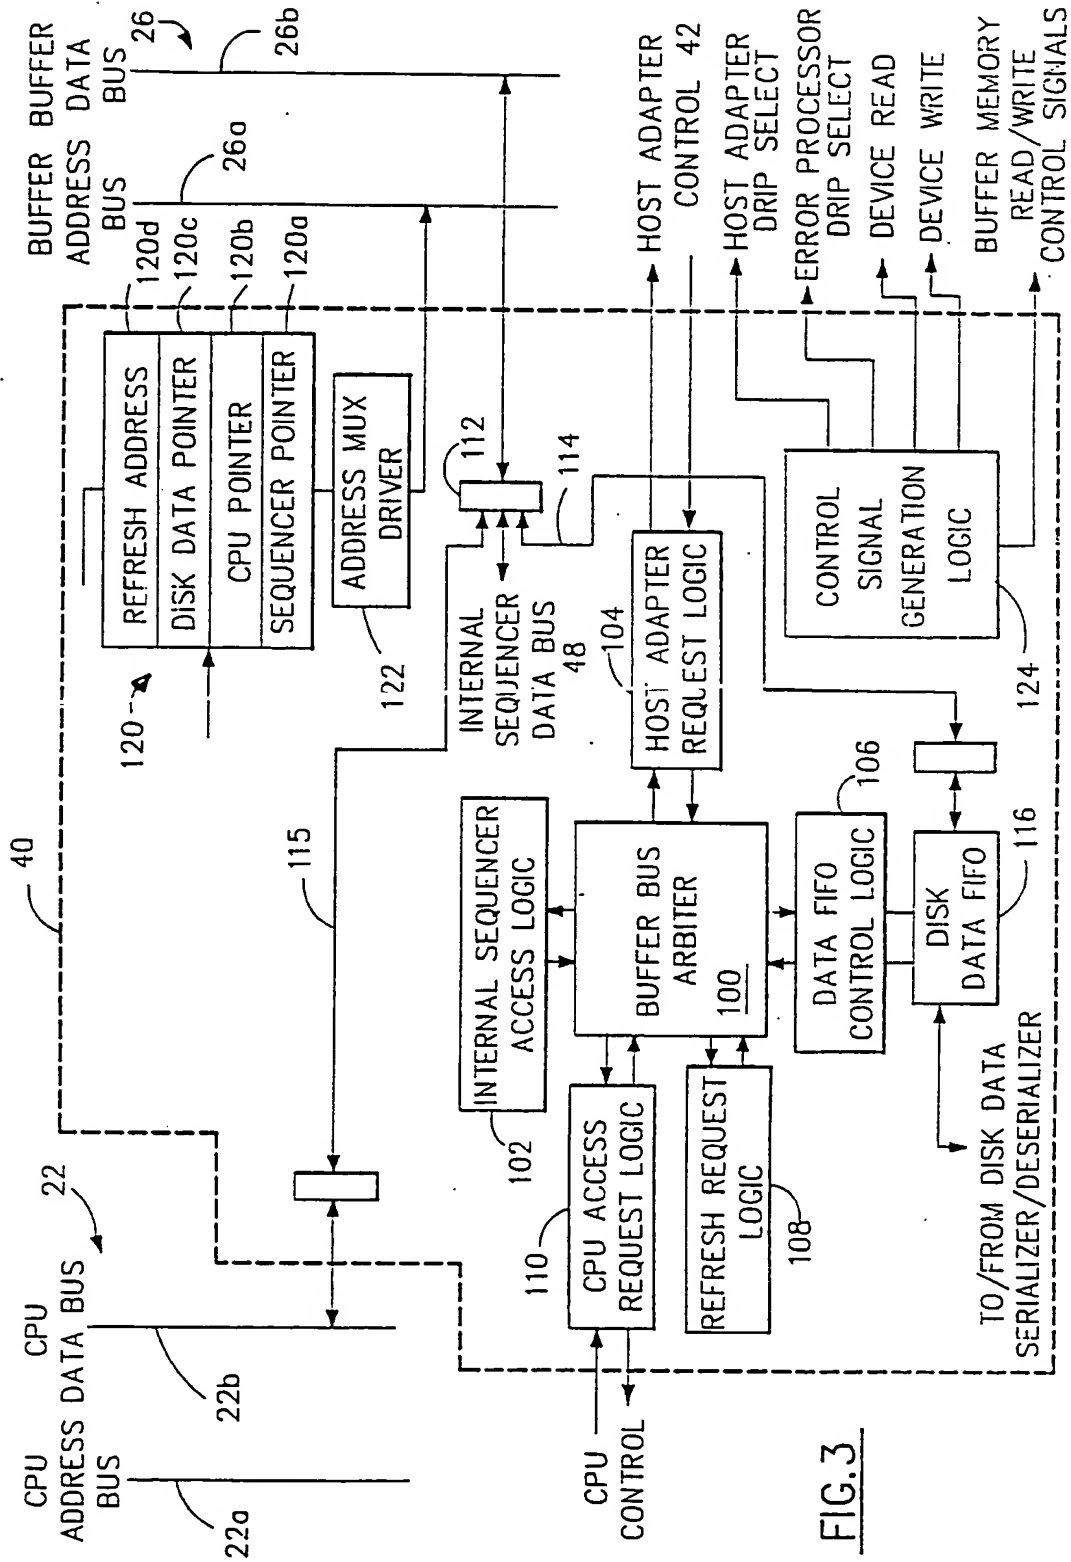 CPU
ADDRESS
BUS
CPU
DATA BUS
22
22a
22b
40
115
120
REFRESH ADDRESS
DISK DATA POINTER
CPU POINTER
SEQUENCER POINTER
120d
120c
120b
120a
BUFFER
ADDRESS
BUS
BUFFER
DATA
BUS
26
26a
26b
ADDRESS MUX
DRIVER
122
112
114
INTERNAL
SEQUENCER
DATA BUS
48
INTERNAL SEQUENCER
ACCESS LOGIC
102
HOST ADAPTER
REQUEST LOGIC
104
HOST ADAPTER
CONTROL 42
CPU ACCESS
REQUEST LOGIC
110
CPU
CONTROL
BUFFER BUS
ARBITER
100
REFRESH REQUEST
LOGIC
108
DATA FIFO
CONTROL LOGIC
106
DISK
DATA FIFO
116
TO/FROM DISK DATA
SERIALIZER/DESERIALIZER
CONTROL
SIGNAL
GENERATION
LOGIC
124
HOST ADAPTER
DRIP SELECT
ERROR PROCESSOR
DRIP SELECT
DEVICE READ
DEVICE WRITE
BUFFER MEMORY
READ/WRITE
CONTROL SIGNALS
FIG.3